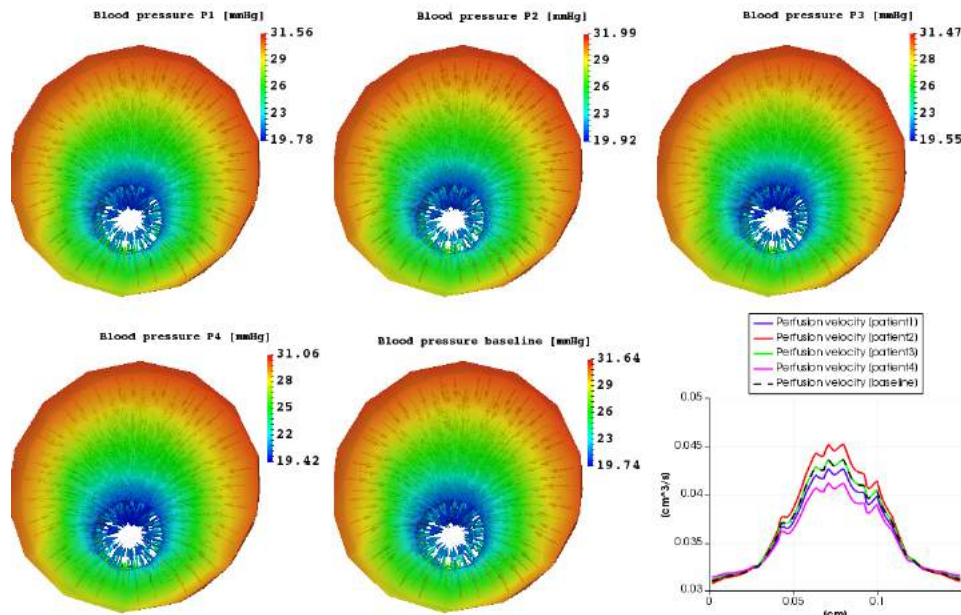 Blood pressure P1 [mmHg]
31.56
29
26
23
19.78
Blood pressure P2 [mmHg]
31.99
29
26
23
19.92
Blood pressure P3 [mmHg]
31.47
29
26
23
19.55
Blood pressure P4 [mmHg]
31.06
28
25
22
19.42
Blood pressure baseline [mmHg]
31.64
29
26
23
19.74
Perfusion velocity (patient1)
Perfusion velocity (patient2)
Perfusion velocity (patient3)
Perfusion velocity (patient4)
Perfusion velocity (baseline)
0.05
0.045
0.04
0.035
0.03
(cm^3/s)
0
0.05
0.1
(cm)